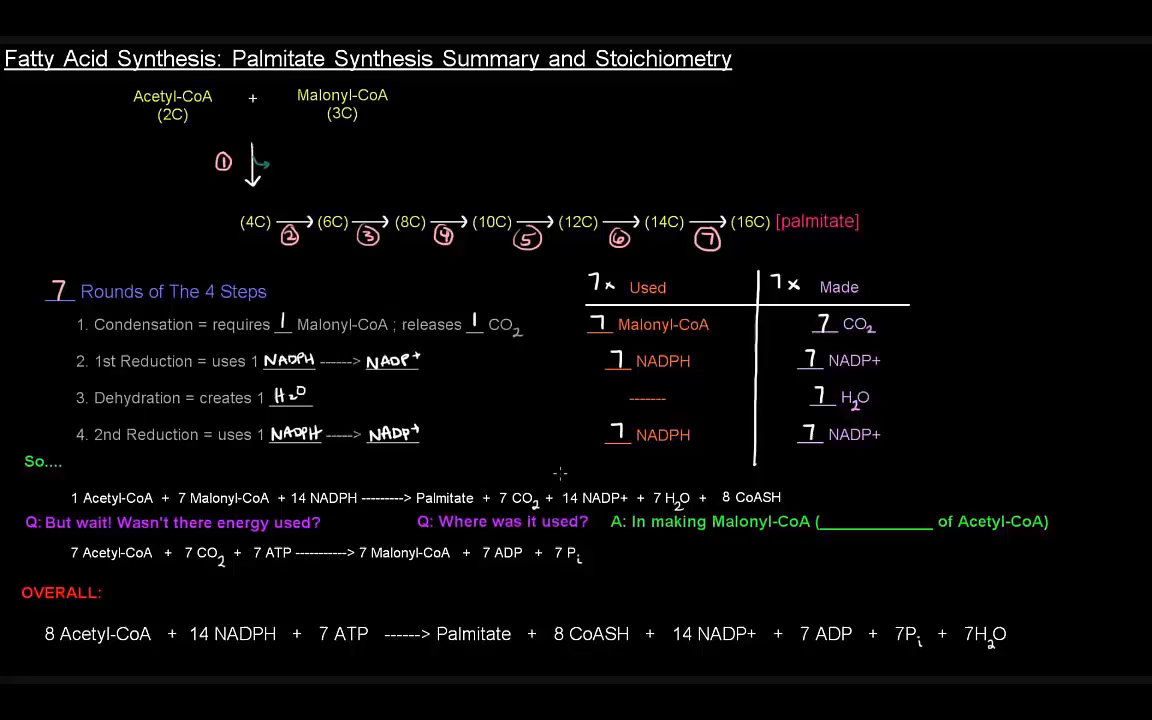 Fatty Acid Synthesis: Palmitate Synthesis Summary and Stoichiometry
Acetyl-CoA + Malonyl-CoA
(2C) (3C)
1
(4C) (6C) (8C) (10C) (12C) (14C) (16C) [palmitate]
2 3 4 5 6 7
7 Rounds of The 4 Steps
1. Condensation = requires 1 Malonyl-CoA ; releases 1 CO2
2. 1st Reduction = uses 1 NADPH ------> NADP+
3. Dehydration = creates 1 H2O
4. 2nd Reduction = uses 1 NADPH -----> NADP+
7x Used 7x Made
7 Malonyl-CoA 7 CO2
7 NADPH 7 NADP+
------- 7 H2O
7 NADPH 7 NADP+
So....
1 Acetyl-CoA + 7 Malonyl-CoA + 14 NADPH ---------> Palmitate + 7 CO2 + 14 NADP+ + 7 H2O + 8 CoASH
Q: But wait! Wasn't there energy used? Q: Where was it used? A: In making Malonyl-CoA (_____________ of Acetyl-CoA)
7 Acetyl-CoA + 7 CO2 + 7 ATP -----------> 7 Malonyl-CoA + 7 ADP + 7 Pi
OVERALL:
8 Acetyl-CoA + 14 NADPH + 7 ATP ------> Palmitate + 8 CoASH + 14 NADP+ + 7 ADP + 7Pi + 7H2O